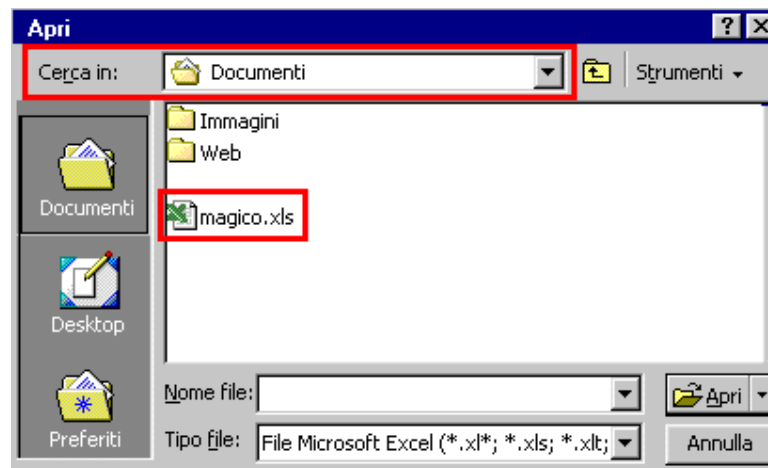 Apri
Cerca in: Documenti Strumenti
Immagini
Web
Documenti
magico.xls
Desktop
Nome file: Apri
Preferiti
Tipo file: File Microsoft Excel (*.xl*; *.xls; *.xlt; Annulla